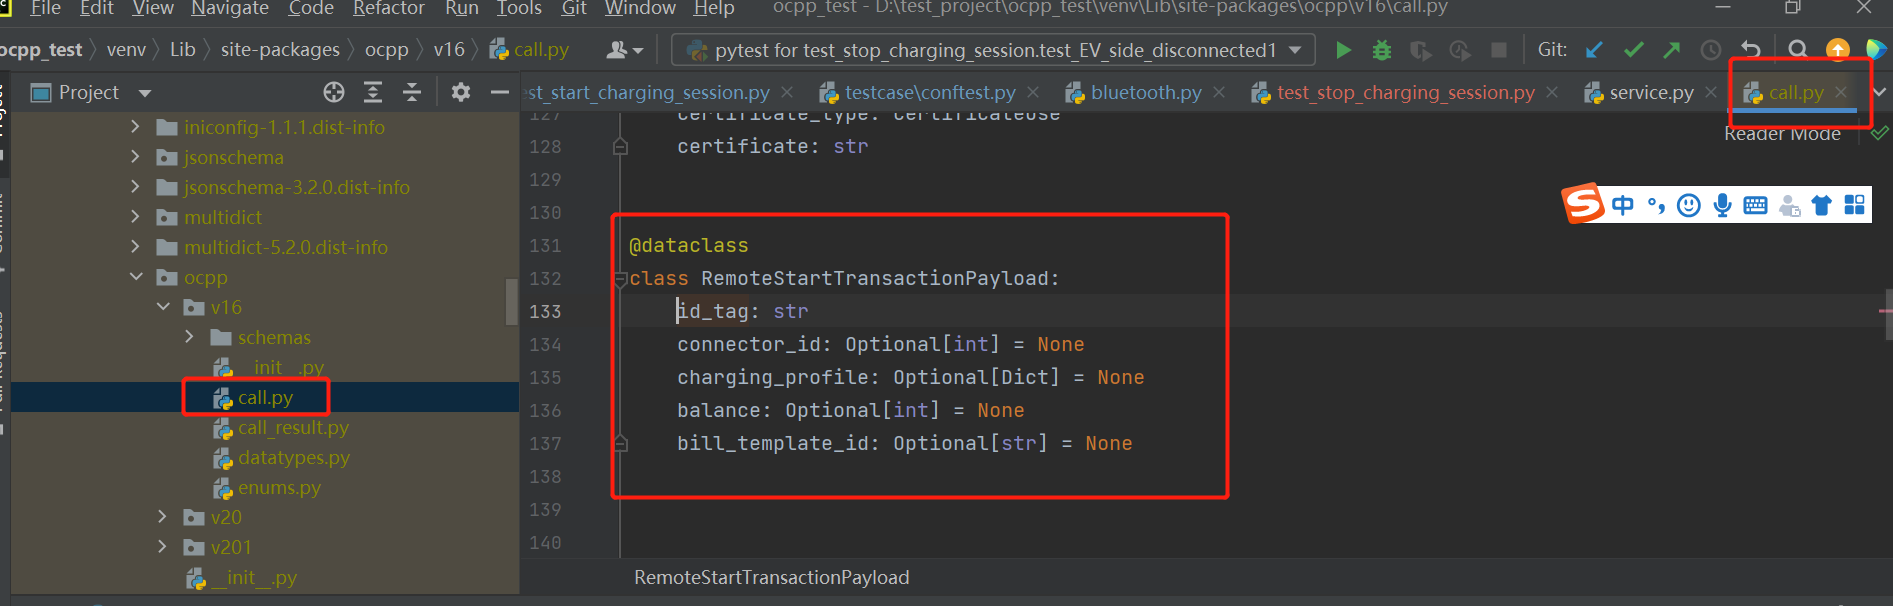 File Edit View Navigate Code Refactor Run Tools Git Window Help ocpp_test - D:\test_project\ocpp_test\venv\Lib\site-packages\ocpp\v16\call.py
ocpp_test venv Lib site-packages ocpp v16 call.py pytest for test_stop_charging_session.test_EV_side_disconnected1 Git:
Project
st_start_charging_session.py testcase\conftest.py bluetooth.py test_stop_charging_session.py service.py call.py
Reader Mode
iniconfig-1.1.1.dist-info
jsonschema
jsonschema-3.2.0.dist-info
multidict
multidict-5.2.0.dist-info
ocpp
v16
schemas
__init__.py
call.py
call_result.py
datatypes.py
enums.py
v20
v201
__init__.py
127 certificate_type: CertificateUse
128 certificate: str
129
130
131 @dataclass
132 class RemoteStartTransactionPayload:
133 id_tag: str
134 connector_id: Optional[int] = None
135 charging_profile: Optional[Dict] = None
136 balance: Optional[int] = None
137 bill_template_id: Optional[str] = None
138
139
140
RemoteStartTransactionPayload
S 中